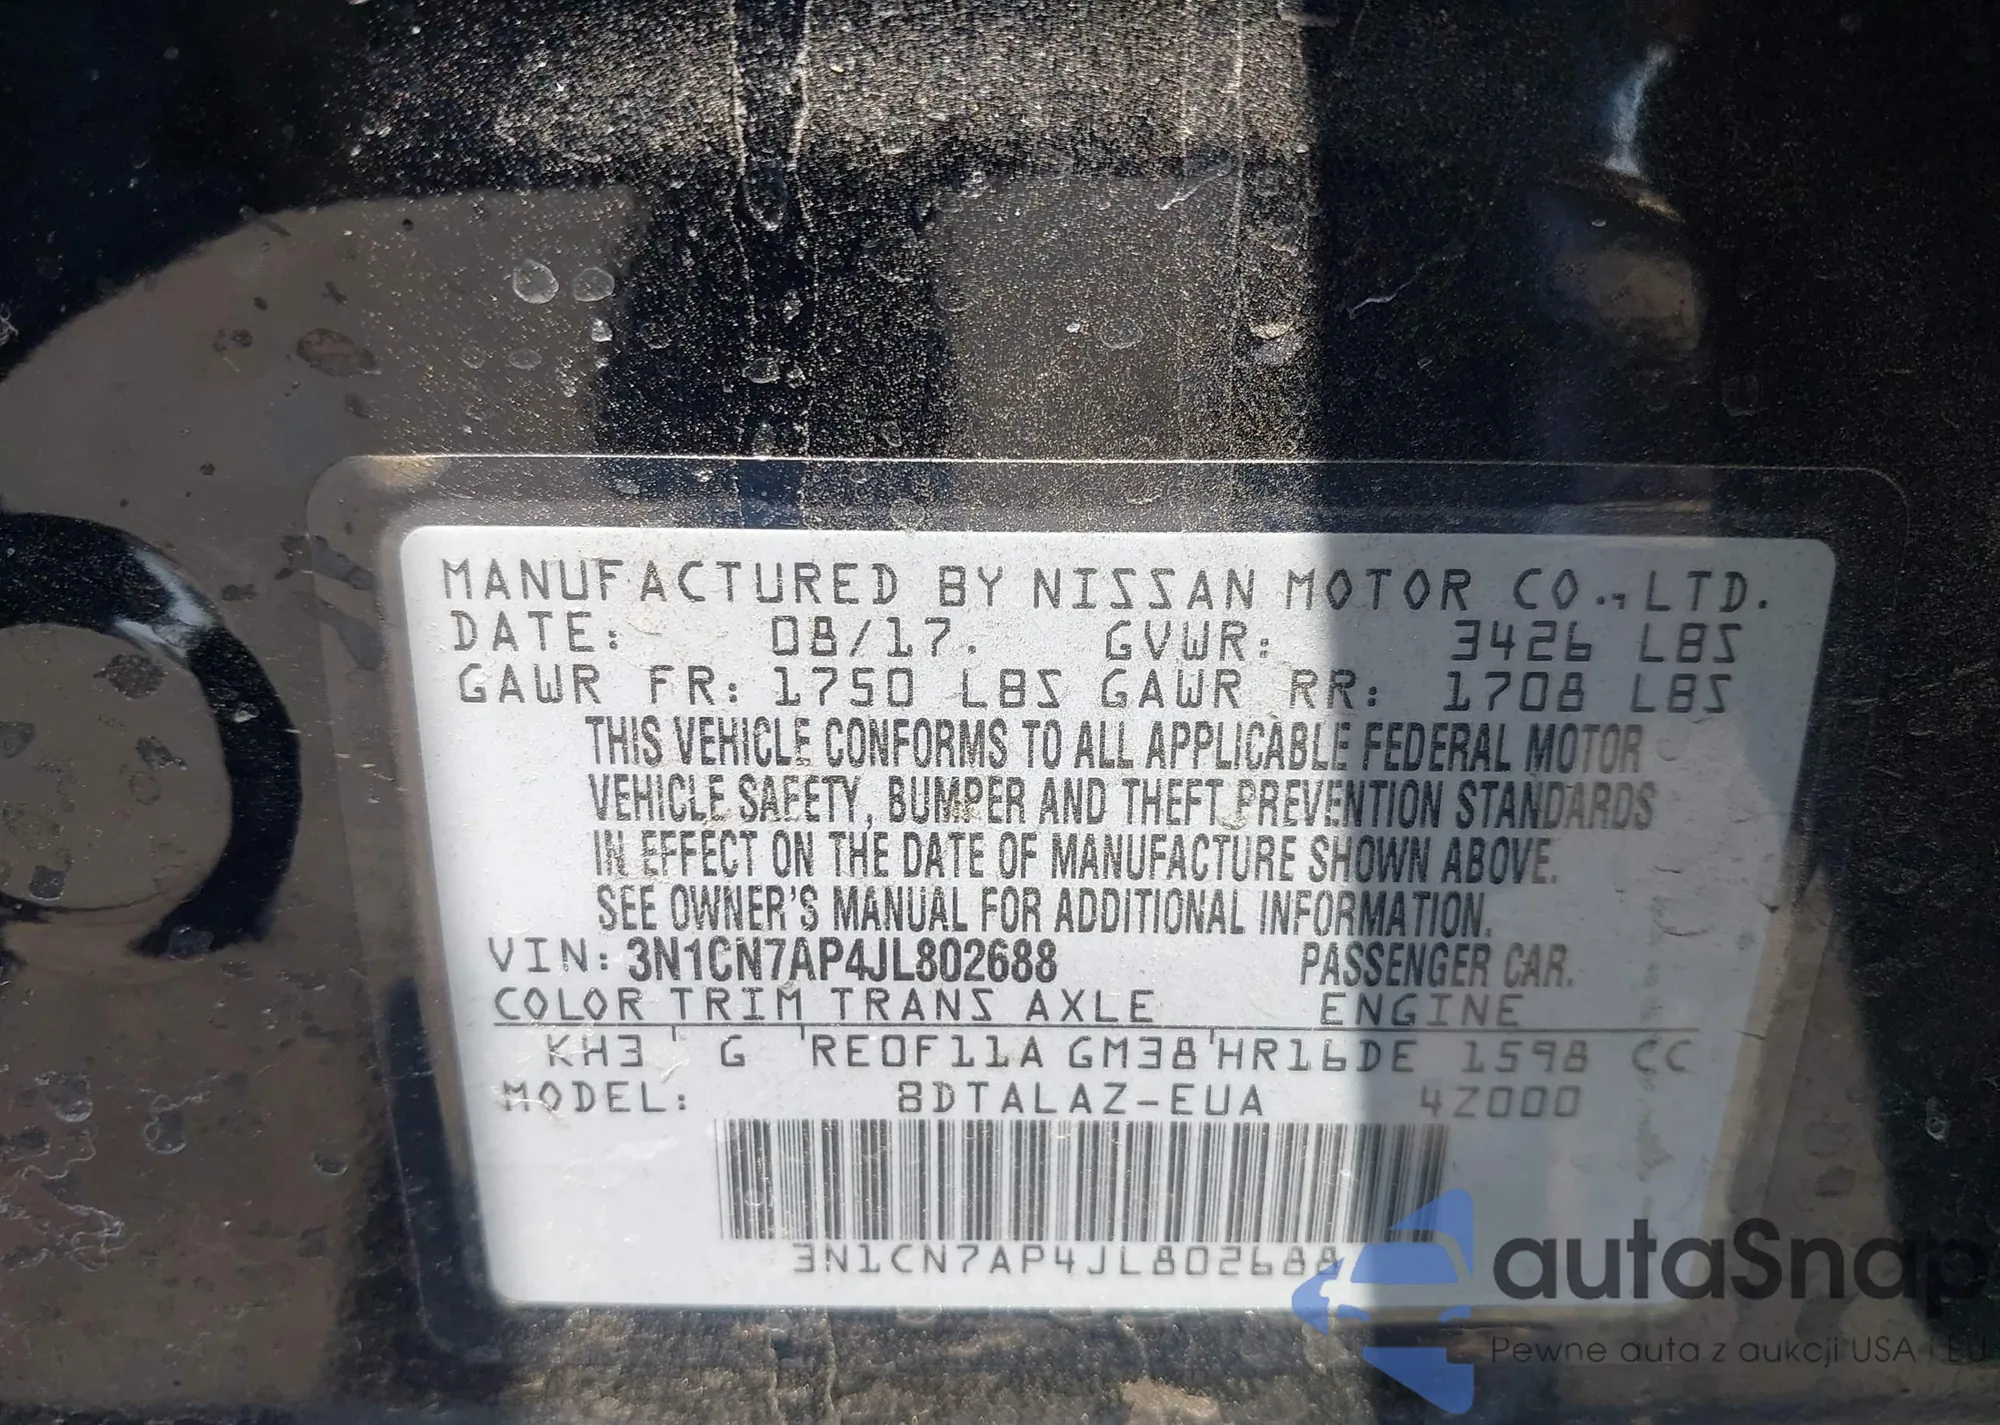 MANUFACTURED BY NISSAN MOTOR CO., LTD.
DATE: 08/17. GVWR: 3426 LBS
GAWR FR: 1750 LBS GAWR RR: 1708 LBS
THIS VEHICLE CONFORMS TO ALL APPLICABLE FEDERAL MOTOR
VEHICLE SAFETY, BUMPER AND THEFT PREVENTION STANDARDS
IN EFFECT ON THE DATE OF MANUFACTURE SHOWN ABOVE.
SEE OWNER'S MANUAL FOR ADDITIONAL INFORMATION.
VIN: 3N1CN7AP4JL802688 PASSENGER CAR.
COLOR TRIM TRANS AXLE ENGINE
KH3 G RE0F11A GM38 HR16DE 1598 CC
MODEL: BDTALAZ-EUA 4Z000
3N1CN7AP4JL802688
autaSnap
Pewne auta z aukcji USA i EU